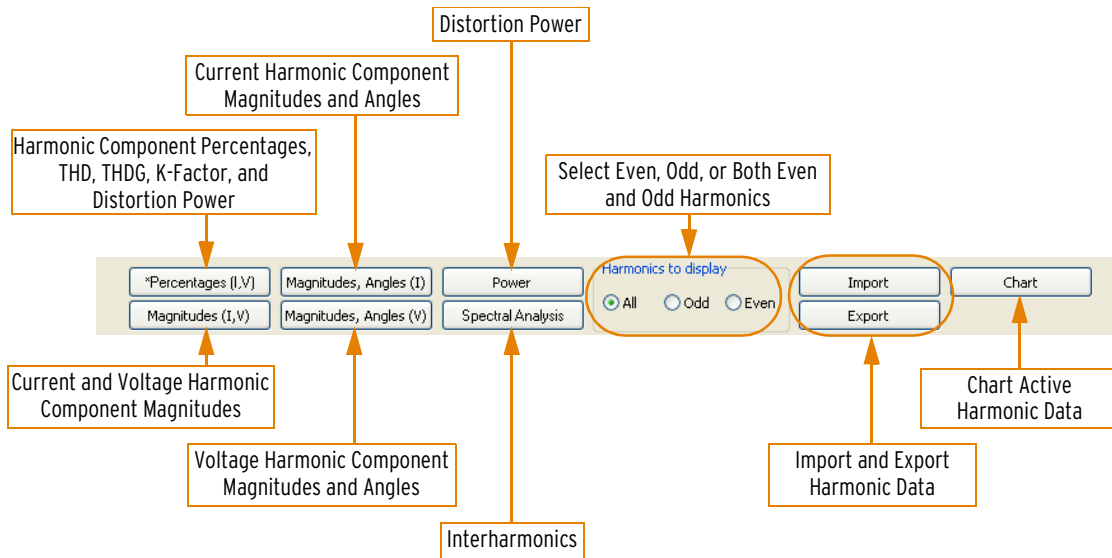 Distortion Power
Current Harmonic Component
Magnitudes and Angles
Harmonic Component Percentages,
THD, THDG, K-Factor, and
Distortion Power
Select Even, Odd, or Both Even
and Odd Harmonics
*Percentages (I,V)
Magnitudes, Angles (I)
Power
Harmonics to display
Import
Chart
All
Odd
Even
Magnitudes (I,V)
Magnitudes, Angles (V)
Spectral Analysis
Export
Current and Voltage Harmonic
Component Magnitudes
Chart Active
Harmonic Data
Voltage Harmonic Component
Magnitudes and Angles
Import and Export
Harmonic Data
Interharmonics